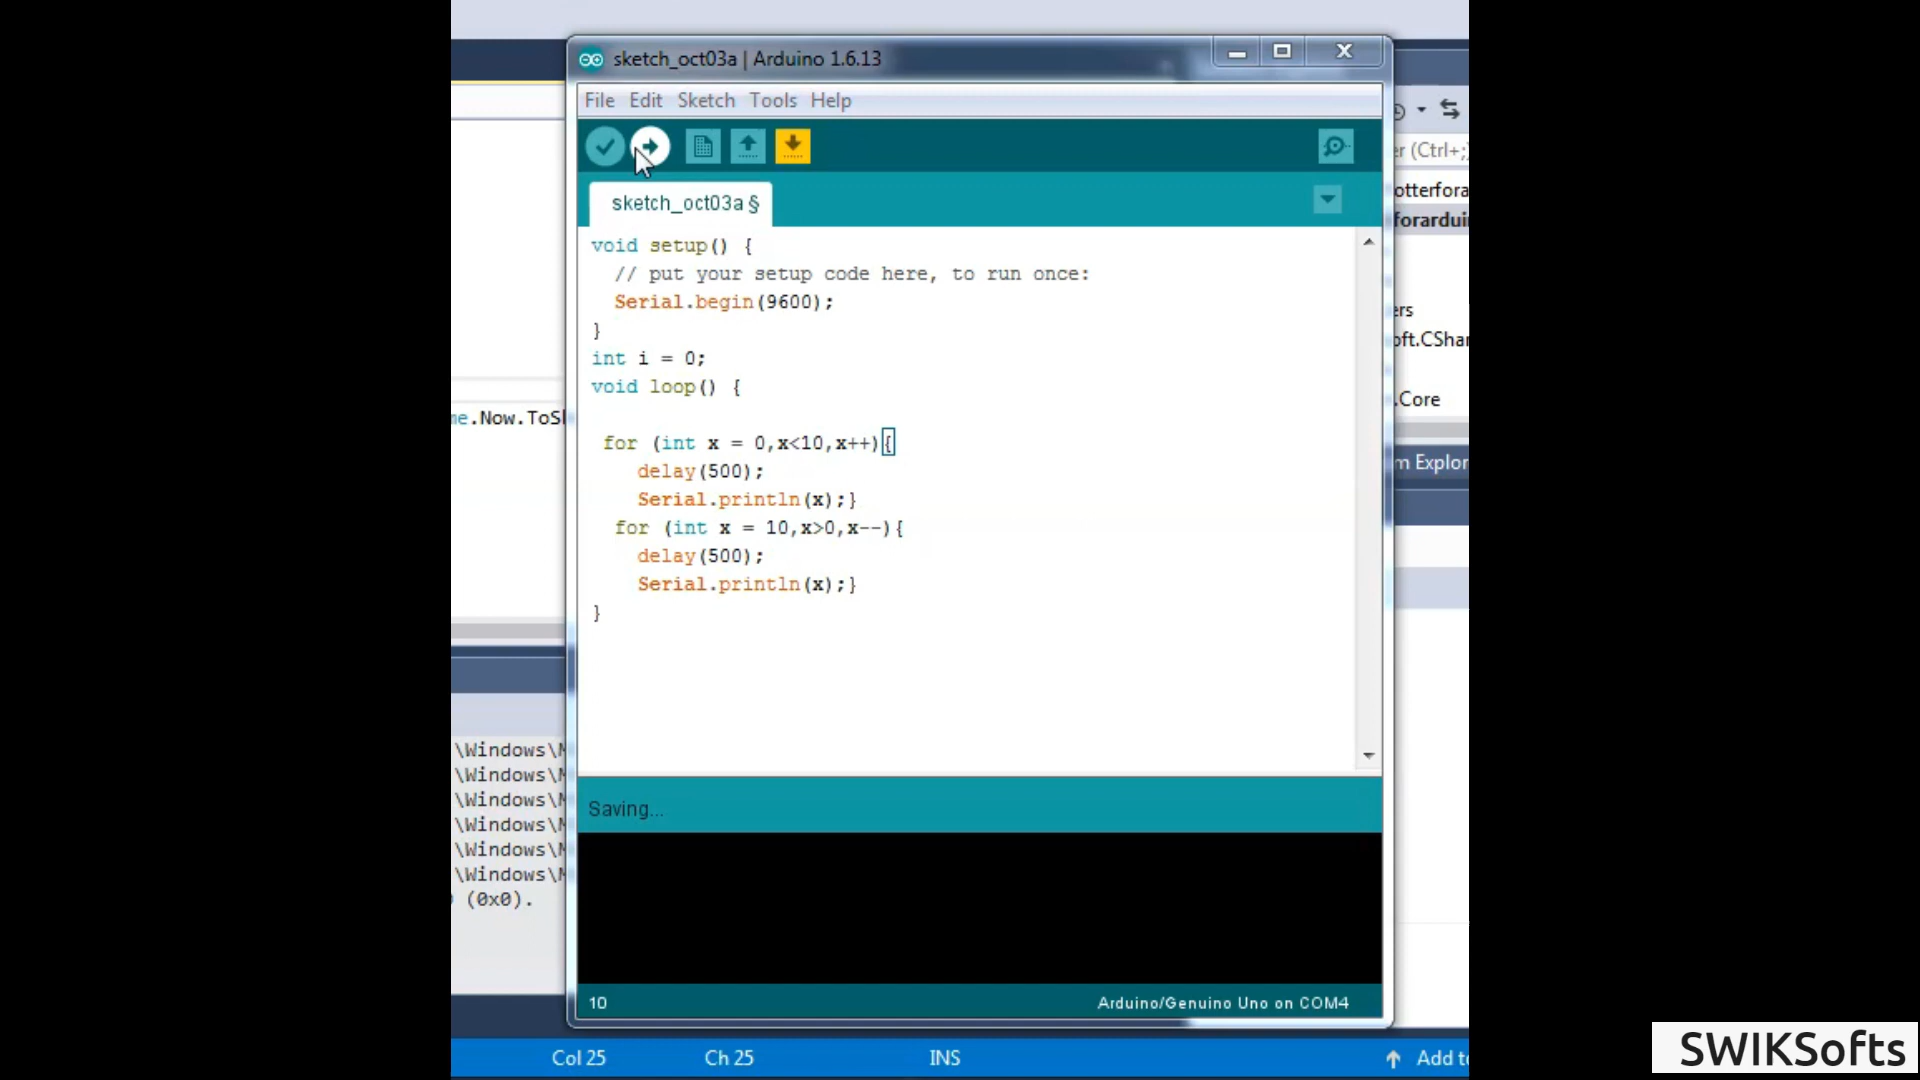 sketch_oct03a | Arduino 1.6.13
File Edit Sketch Tools Help
sketch_oct03a §
void setup() {
// put your setup code here, to run once:
Serial.begin(9600);
}
int i = 0;
void loop() {
for (int x = 0,x<10,x++){
delay(500);
Serial.println(x);}
for (int x = 10,x>0,x--){
delay(500);
Serial.println(x);}
}
Saving...
10
Arduino/Genuino Uno on COM4
.Now.ToS
\Windows\
\Windows\
\Windows\
\Windows\
\Windows\
\Windows\
(0x0).
er (Ctrl+;
otterfora
forardui
ers
oft.CShar
.Core
m Explor
Col 25
Ch 25
INS
Add to
SWIKSofts